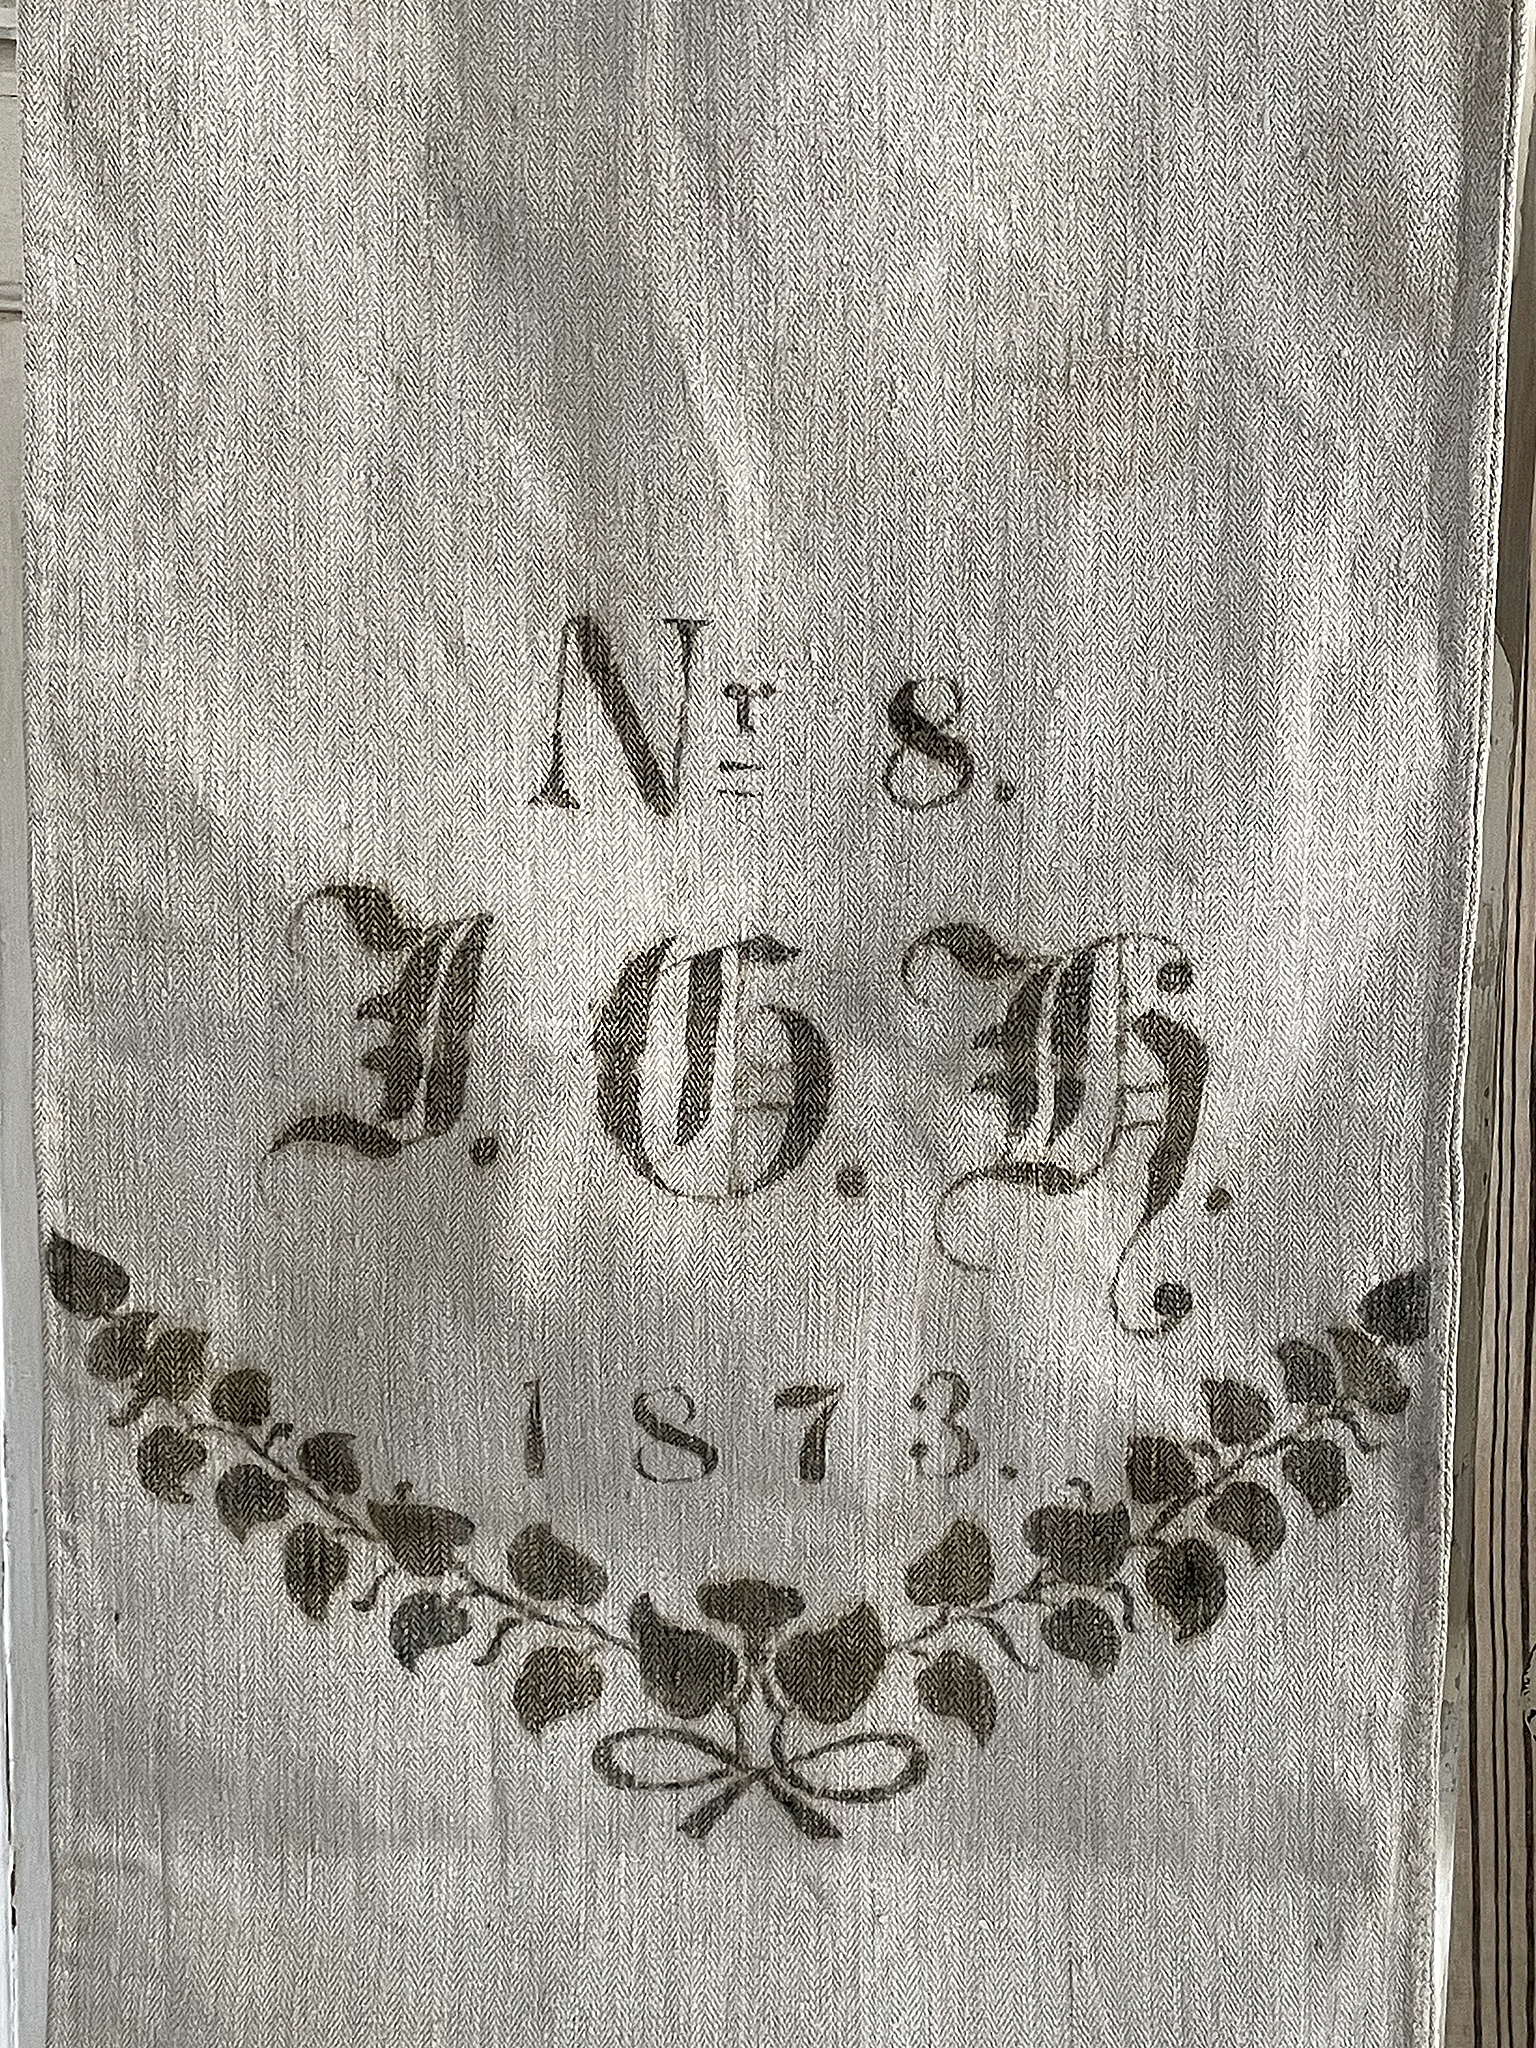 Nr 8.
J. G. H.
1873.